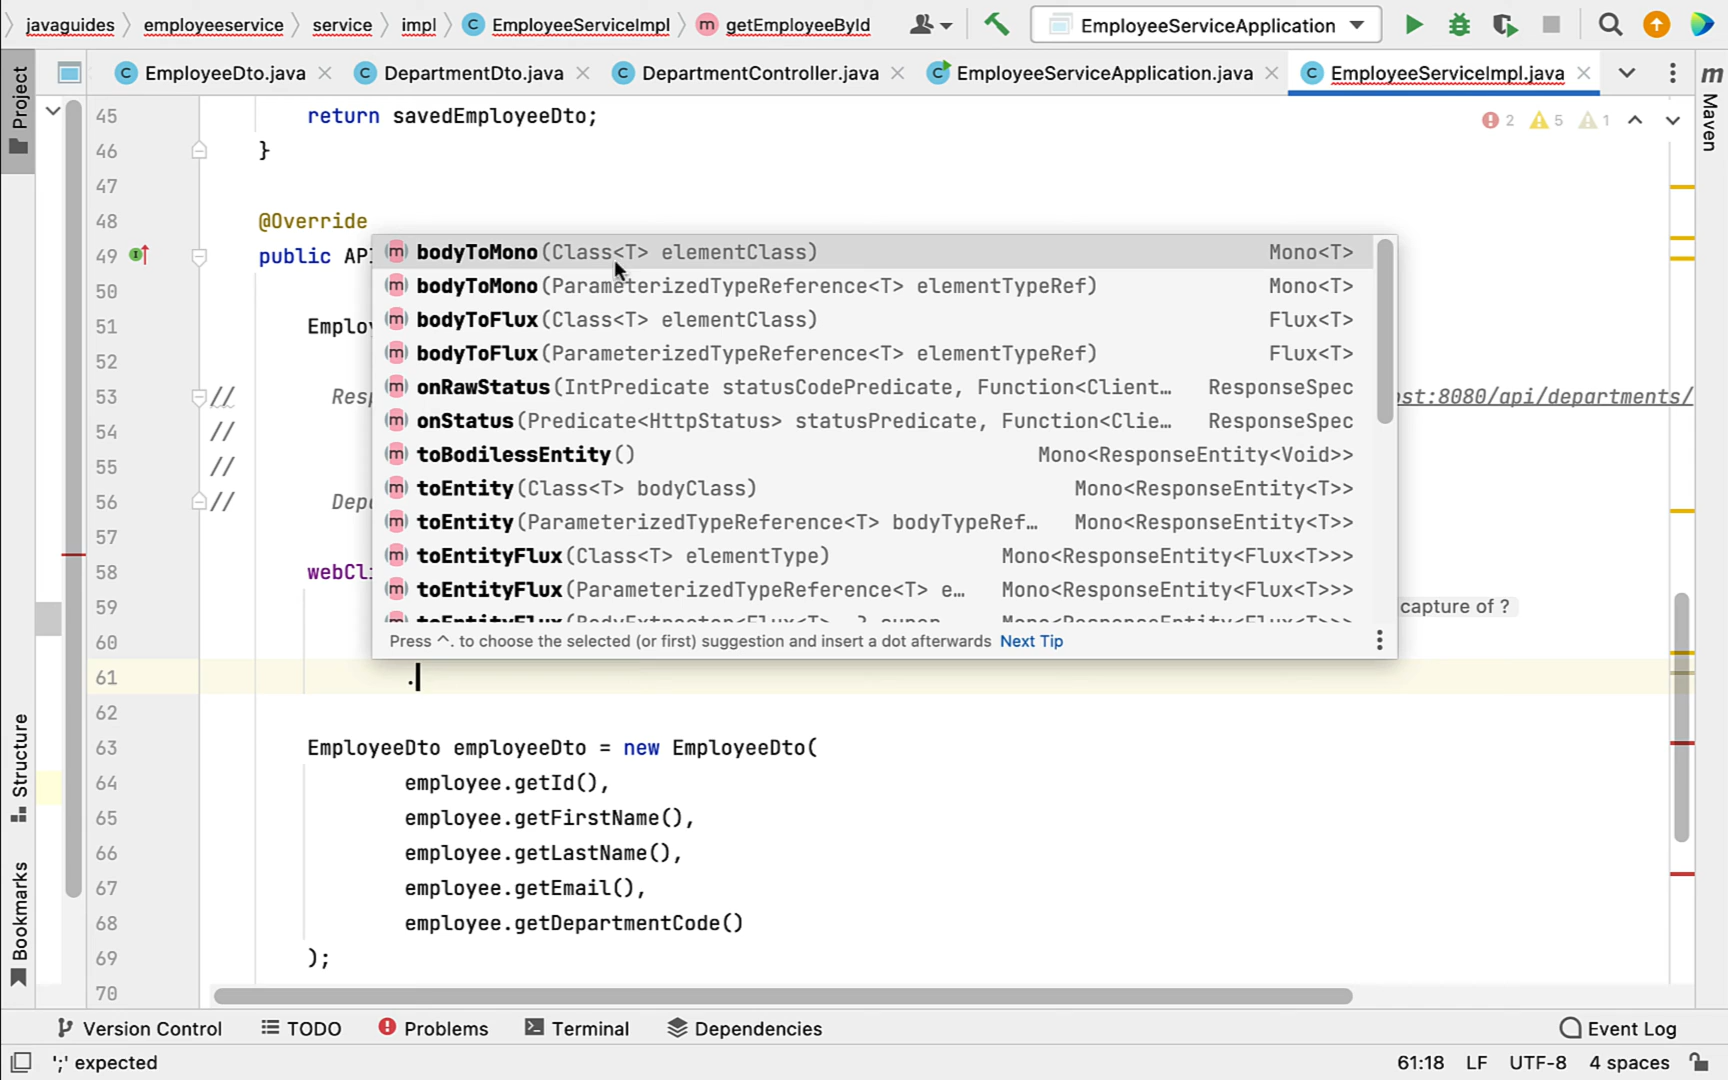 javaguides employeeservice service impl EmployeeServiceImpl getEmployeeById EmployeeServiceApplication
EmployeeDto.java DepartmentDto.java DepartmentController.java EmployeeServiceApplication.java EmployeeServiceImpl.java
Project
Maven
Structure
Bookmarks
2 5 1
45 return savedEmployeeDto;
46 }
47
48 @Override
49 public API
50
51 Employ
52
53 // Res st:8080/api/departments/
54 //
55 //
56 // Depa
57
58 webCli
59 capture of ?
60
61 .
62
63 EmployeeDto employeeDto = new EmployeeDto(
64 employee.getId(),
65 employee.getFirstName(),
66 employee.getLastName(),
67 employee.getEmail(),
68 employee.getDepartmentCode()
69 );
70
bodyToMono(Class<T> elementClass) Mono<T>
bodyToMono(ParameterizedTypeReference<T> elementTypeRef) Mono<T>
bodyToFlux(Class<T> elementClass) Flux<T>
bodyToFlux(ParameterizedTypeReference<T> elementTypeRef) Flux<T>
onRawStatus(IntPredicate statusCodePredicate, Function<Client… ResponseSpec
onStatus(Predicate<HttpStatus> statusPredicate, Function<Clie… ResponseSpec
toBodilessEntity() Mono<ResponseEntity<Void>>
toEntity(Class<T> bodyClass) Mono<ResponseEntity<T>>
toEntity(ParameterizedTypeReference<T> bodyTypeRef… Mono<ResponseEntity<T>>
toEntityFlux(Class<T> elementType) Mono<ResponseEntity<Flux<T>>>
toEntityFlux(ParameterizedTypeReference<T> e… Mono<ResponseEntity<Flux<T>>>
Press ^. to choose the selected (or first) suggestion and insert a dot afterwards Next Tip
Version Control TODO Problems Terminal Dependencies Event Log
';' expected 61:18 LF UTF-8 4 spaces